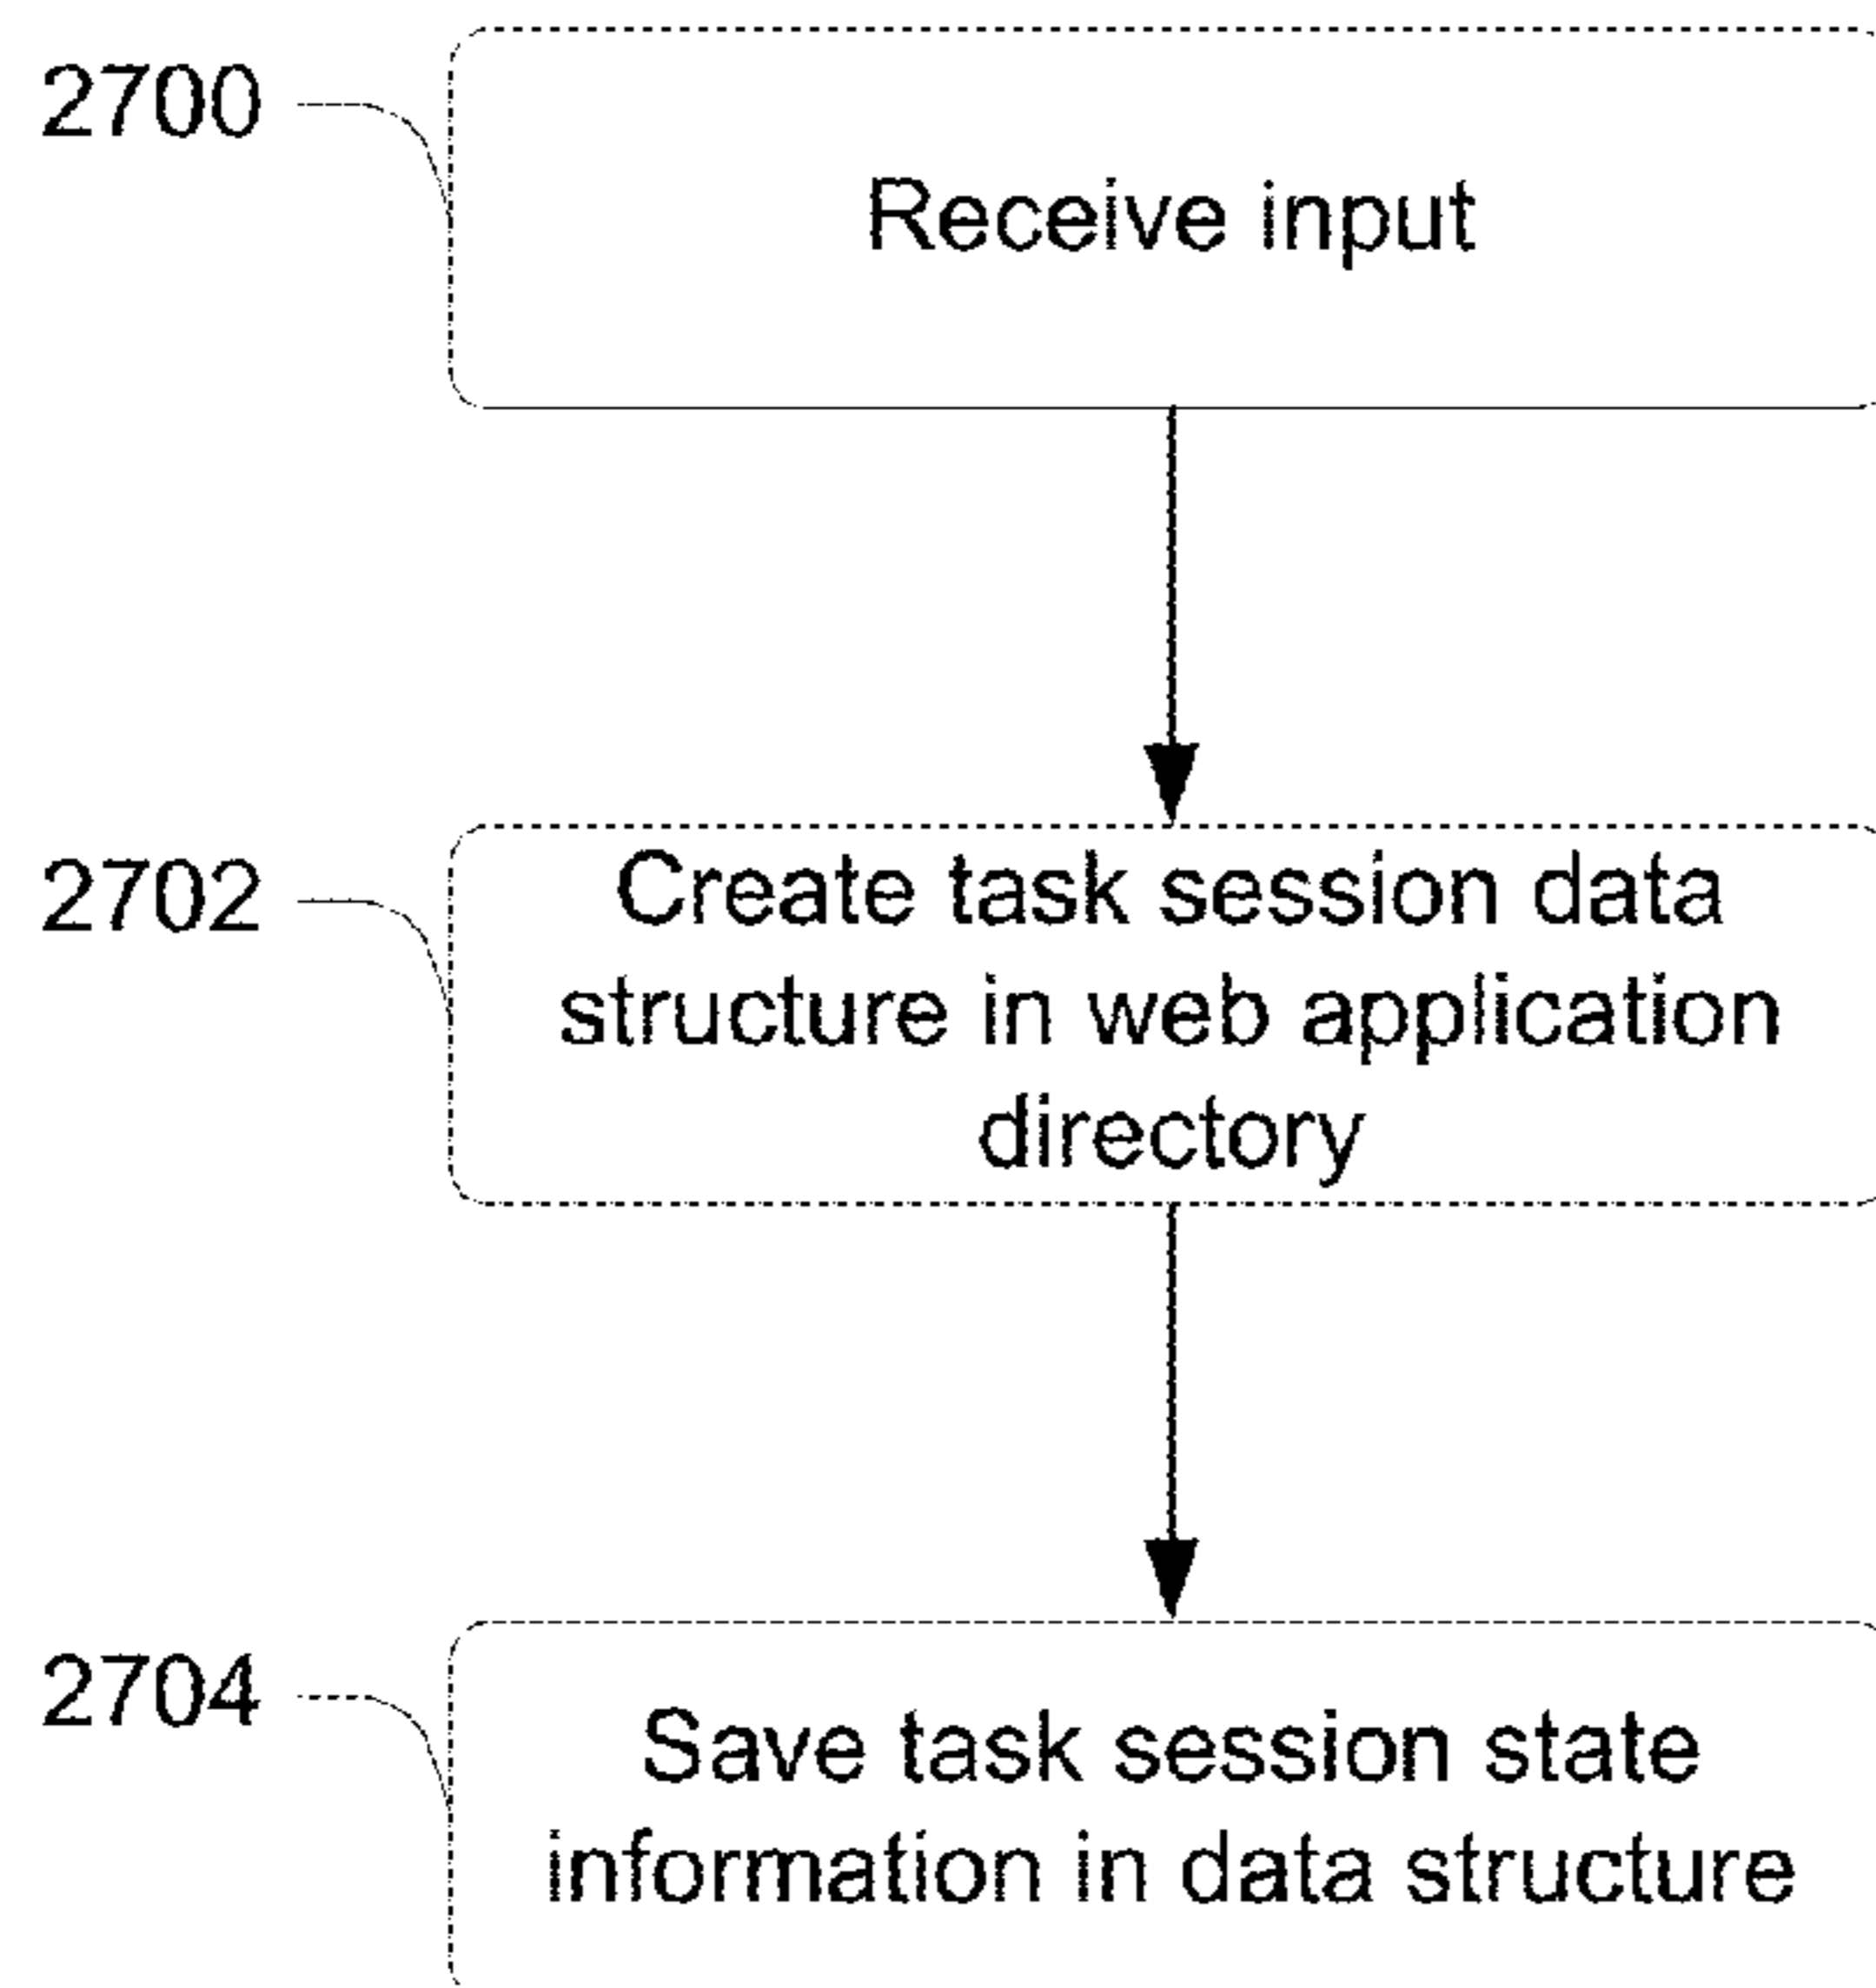 2700
Receive input
2702
Create task session data
structure in web application
directory
2704
Save task session state
information in data structure